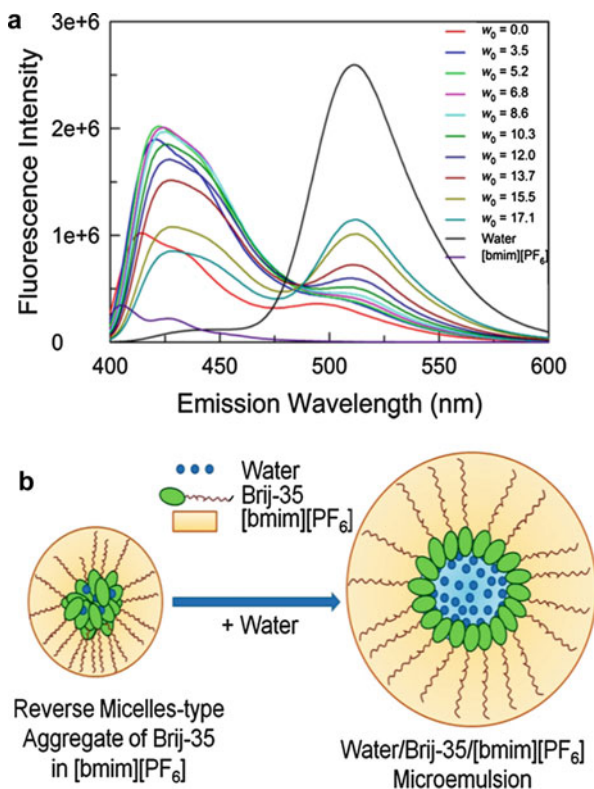 a
3e+6
2e+6
1e+6
0
Fluorescence Intensity
w₀ = 0.0
w₀ = 3.5
w₀ = 5.2
w₀ = 6.8
w₀ = 8.6
w₀ = 10.3
w₀ = 12.0
w₀ = 13.7
w₀ = 15.5
w₀ = 17.1
Water
[bmim][PF₆]
400 450 500 550 600
Emission Wavelength (nm)
b
Water
Brij-35
[bmim][PF₆]
+ Water
Reverse Micelles-type
Aggregate of Brij-35
in [bmim][PF₆]
Water/Brij-35/[bmim][PF₆]
Microemulsion